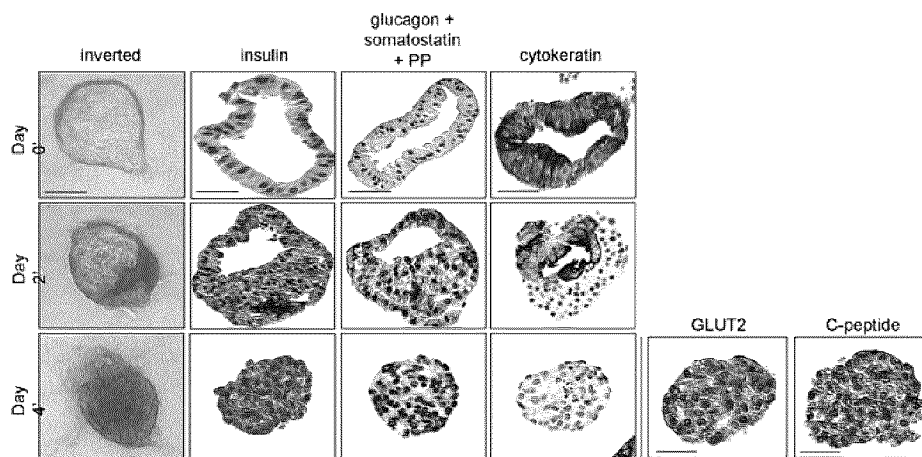 glucagon +
somatostatin
+ PP
inverted
insulin
cytokeratin
Day
0'
Day
2'
GLUT2
C-peptide
Day
4'